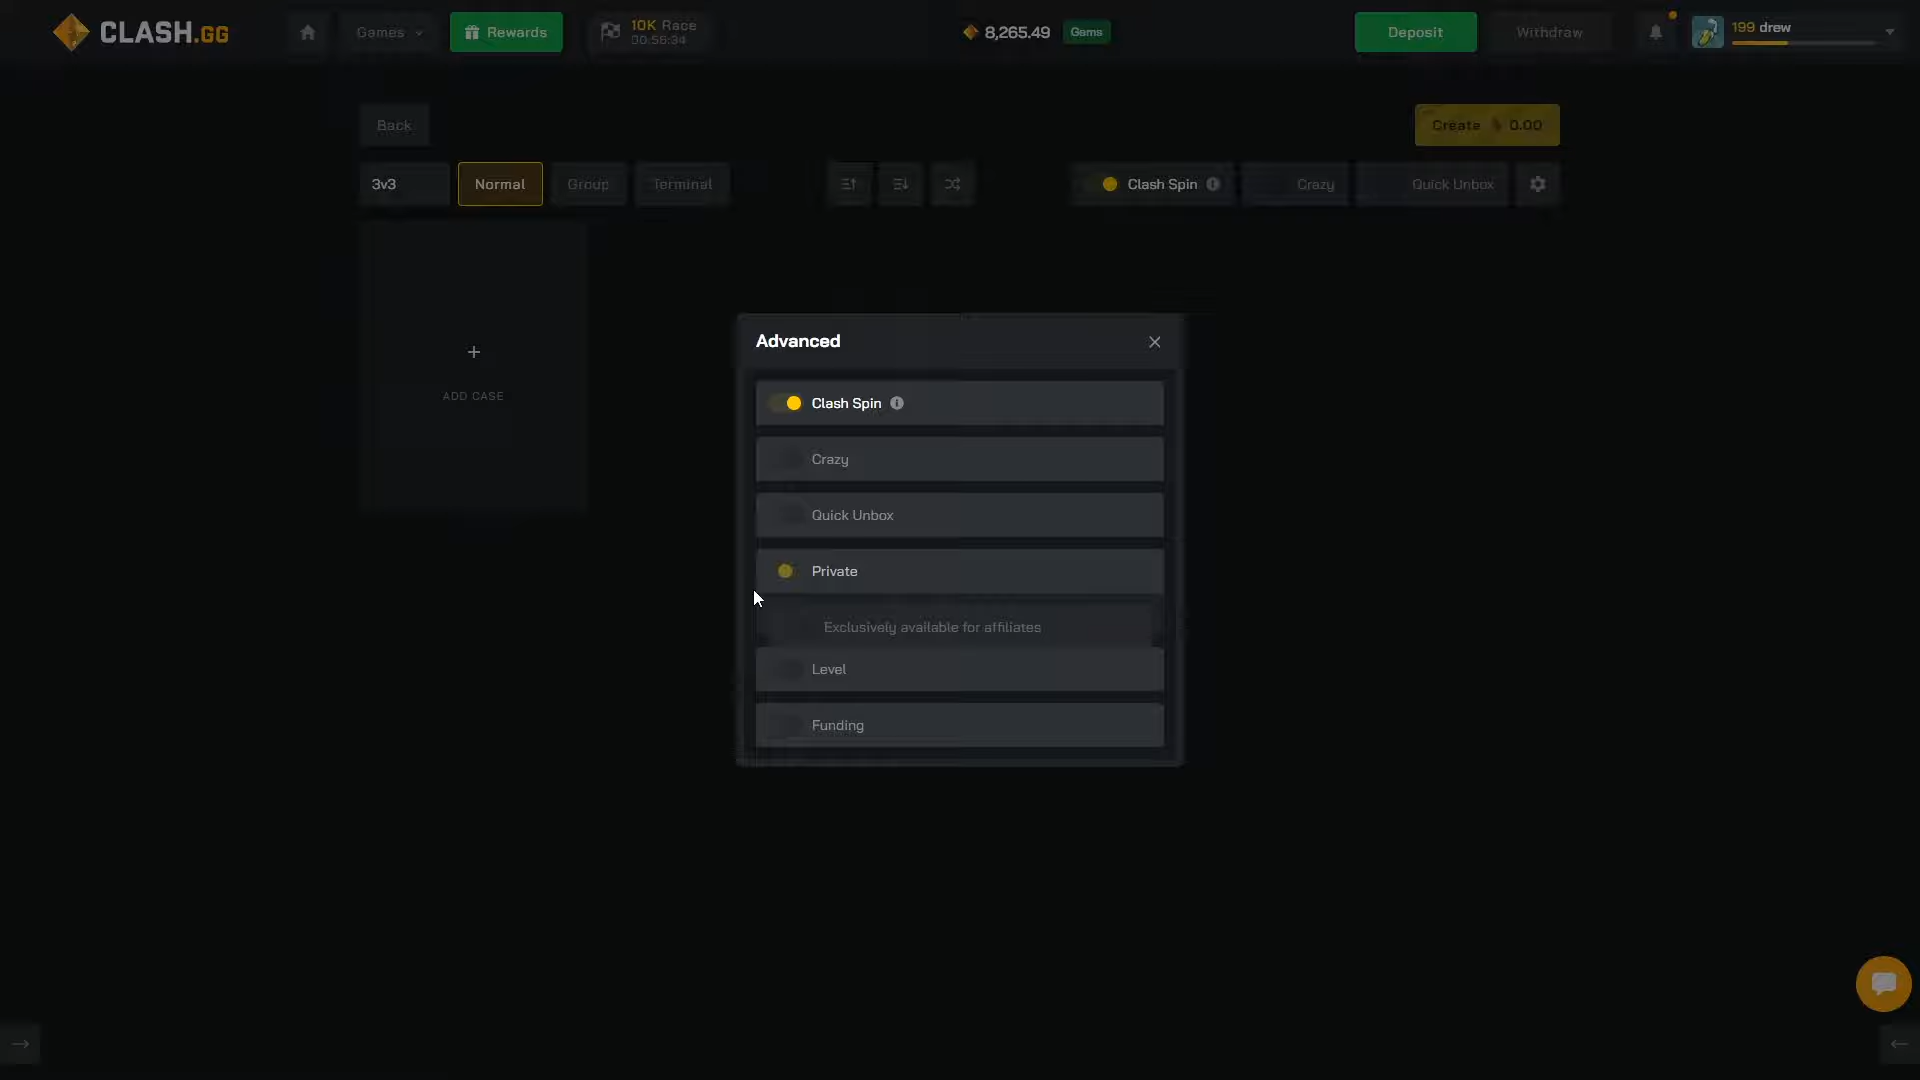 CLASH.GG
Games
Rewards
10K Race
00:56:34
8,265.49
Gems
Deposit
Withdraw
199 drew
Back
Create 0.00
3v3
Normal
Group
Terminal
Clash Spin
Crazy
Quick Unbox
ADD CASE
Advanced
Clash Spin
Crazy
Quick Unbox
Private
Exclusively available for affiliates
Level
Funding